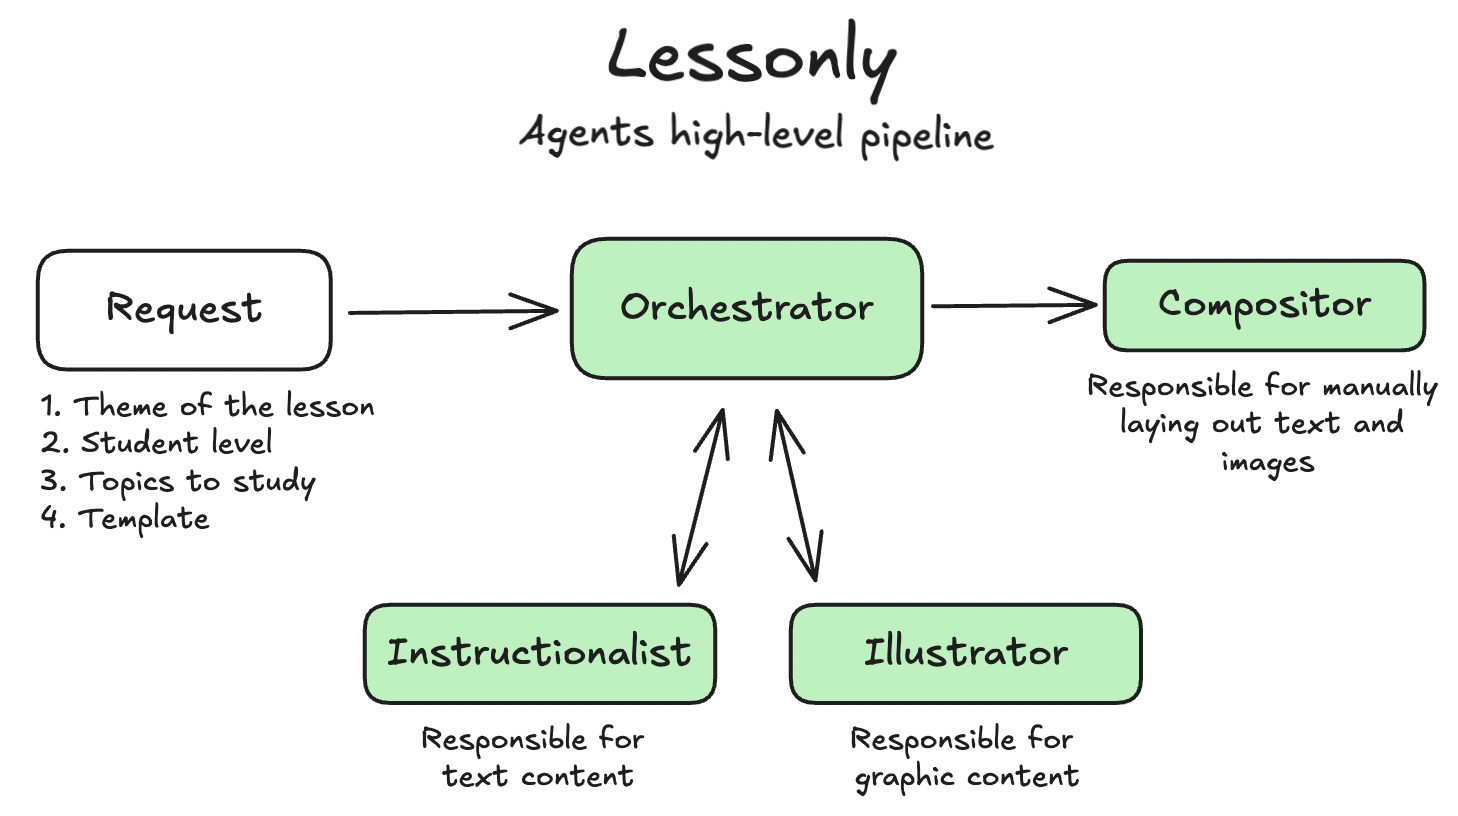 Lessonly
Agents high-level pipeline
Request
Orchestrator
Compositor
1. Theme of the lesson
2. Student level
3. Topics to study
4. Template
Responsible for manually
laying out text and
images
Instructionalist
Illustrator
Responsible for
text content
Responsible for
graphic content